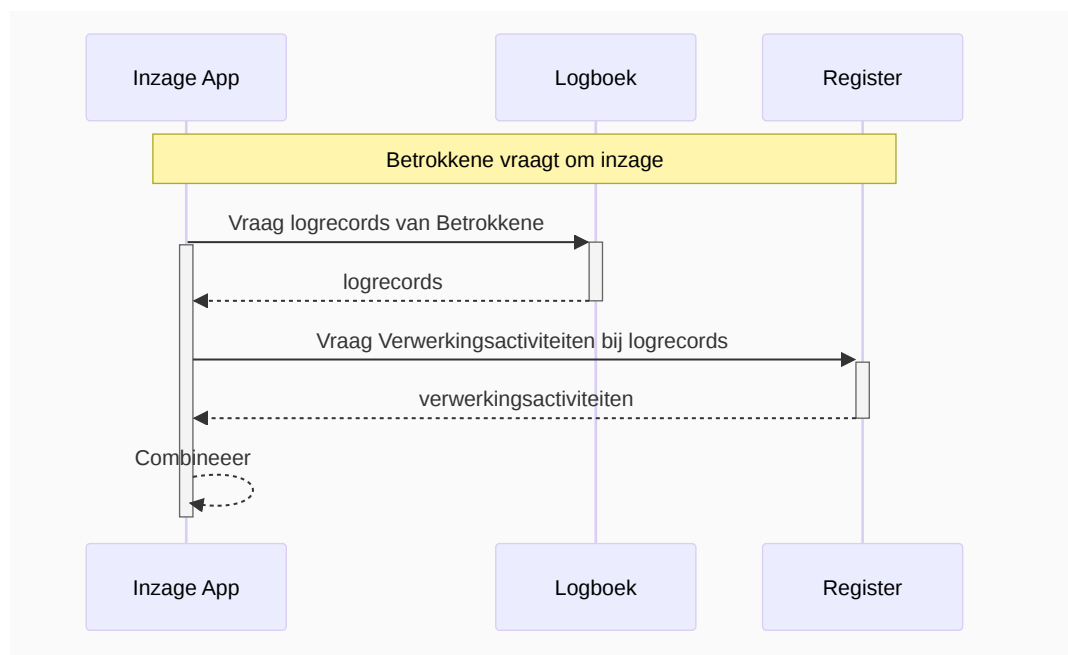 Inzage App
Logboek
Register
Betrokkene vraagt om inzage
Vraag logrecords van Betrokkene
logrecords
Vraag Verwerkingsactiviteiten bij logrecords
verwerkingsactiviteiten
Combineeer
Inzage App
Logboek
Register